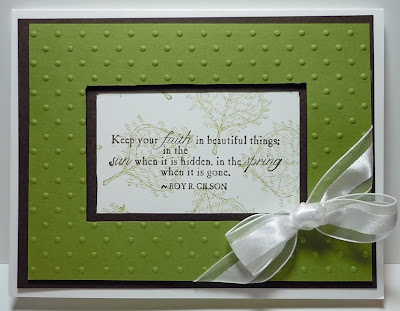 Keep your faith in beautiful things;
in the
sun when it is hidden, in the spring
when it is gone.
~ ROY R. GILSON